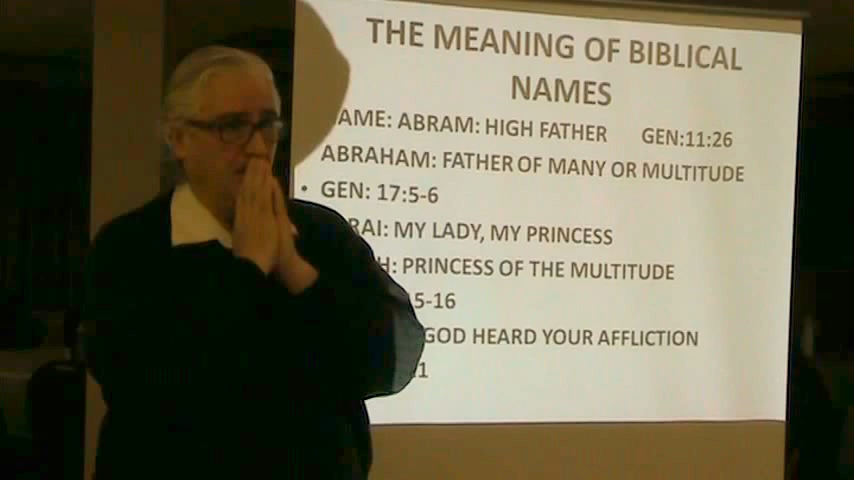 THE MEANING OF BIBLICAL
NAMES
AME: ABRAM: HIGH FATHER GEN:11:26
ABRAHAM: FATHER OF MANY OR MULTITUDE
• GEN: 17:5-6
RAI: MY LADY, MY PRINCESS
H: PRINCESS OF THE MULTITUDE
5-16
GOD HEARD YOUR AFFLICTION
1